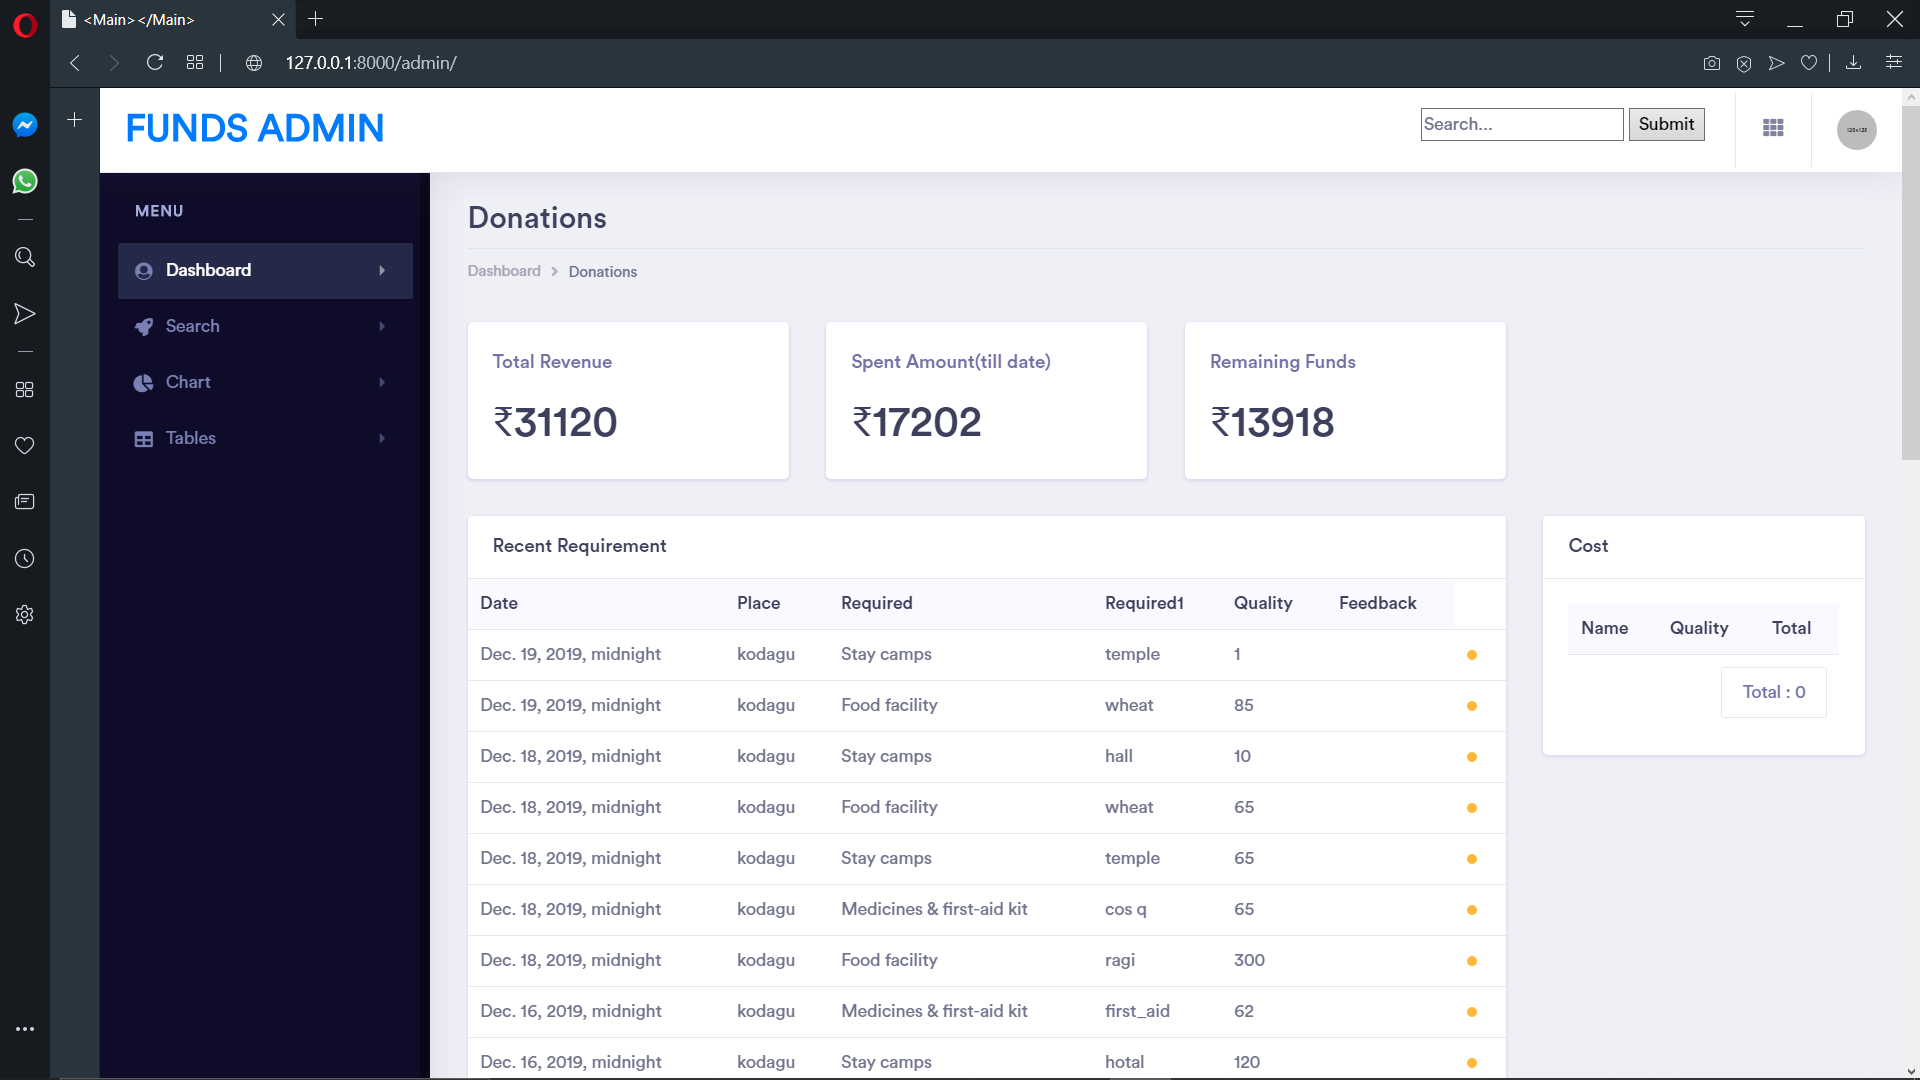 <Main></Main>
127.0.0.1:8000/admin/
FUNDS ADMIN
Search...
Submit
128x128
MENU
Dashboard
Search
Chart
Tables
Donations
Dashboard Donations
Total Revenue
₹31120
Spent Amount(till date)
₹17202
Remaining Funds
₹13918
Recent Requirement
Date Place Required Required1 Quality Feedback
Dec. 19, 2019, midnight kodagu Stay camps temple 1
Dec. 19, 2019, midnight kodagu Food facility wheat 85
Dec. 18, 2019, midnight kodagu Stay camps hall 10
Dec. 18, 2019, midnight kodagu Food facility wheat 65
Dec. 18, 2019, midnight kodagu Stay camps temple 65
Dec. 18, 2019, midnight kodagu Medicines & first-aid kit cos q 65
Dec. 18, 2019, midnight kodagu Food facility ragi 300
Dec. 16, 2019, midnight kodagu Medicines & first-aid kit first_aid 62
Dec. 16, 2019, midnight kodagu Stay camps hotal 120
Cost
Name Quality Total
Total : 0